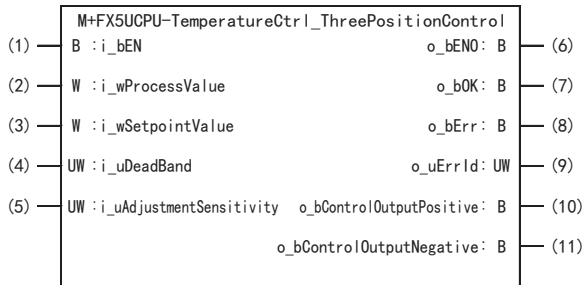 M+FX5UCPU-TemperatureCtrl_ThreePositionControl
(1) B :i_bEN o_bENO: B (6)
(2) W :i_wProcessValue o_bOK: B (7)
(3) W :i_wSetpointValue o_bErr: B (8)
(4) UW :i_uDeadBand o_uErrId: UW (9)
(5) UW :i_uAdjustmentSensitivity o_bControlOutputPositive: B (10)
o_bControlOutputNegative: B (11)